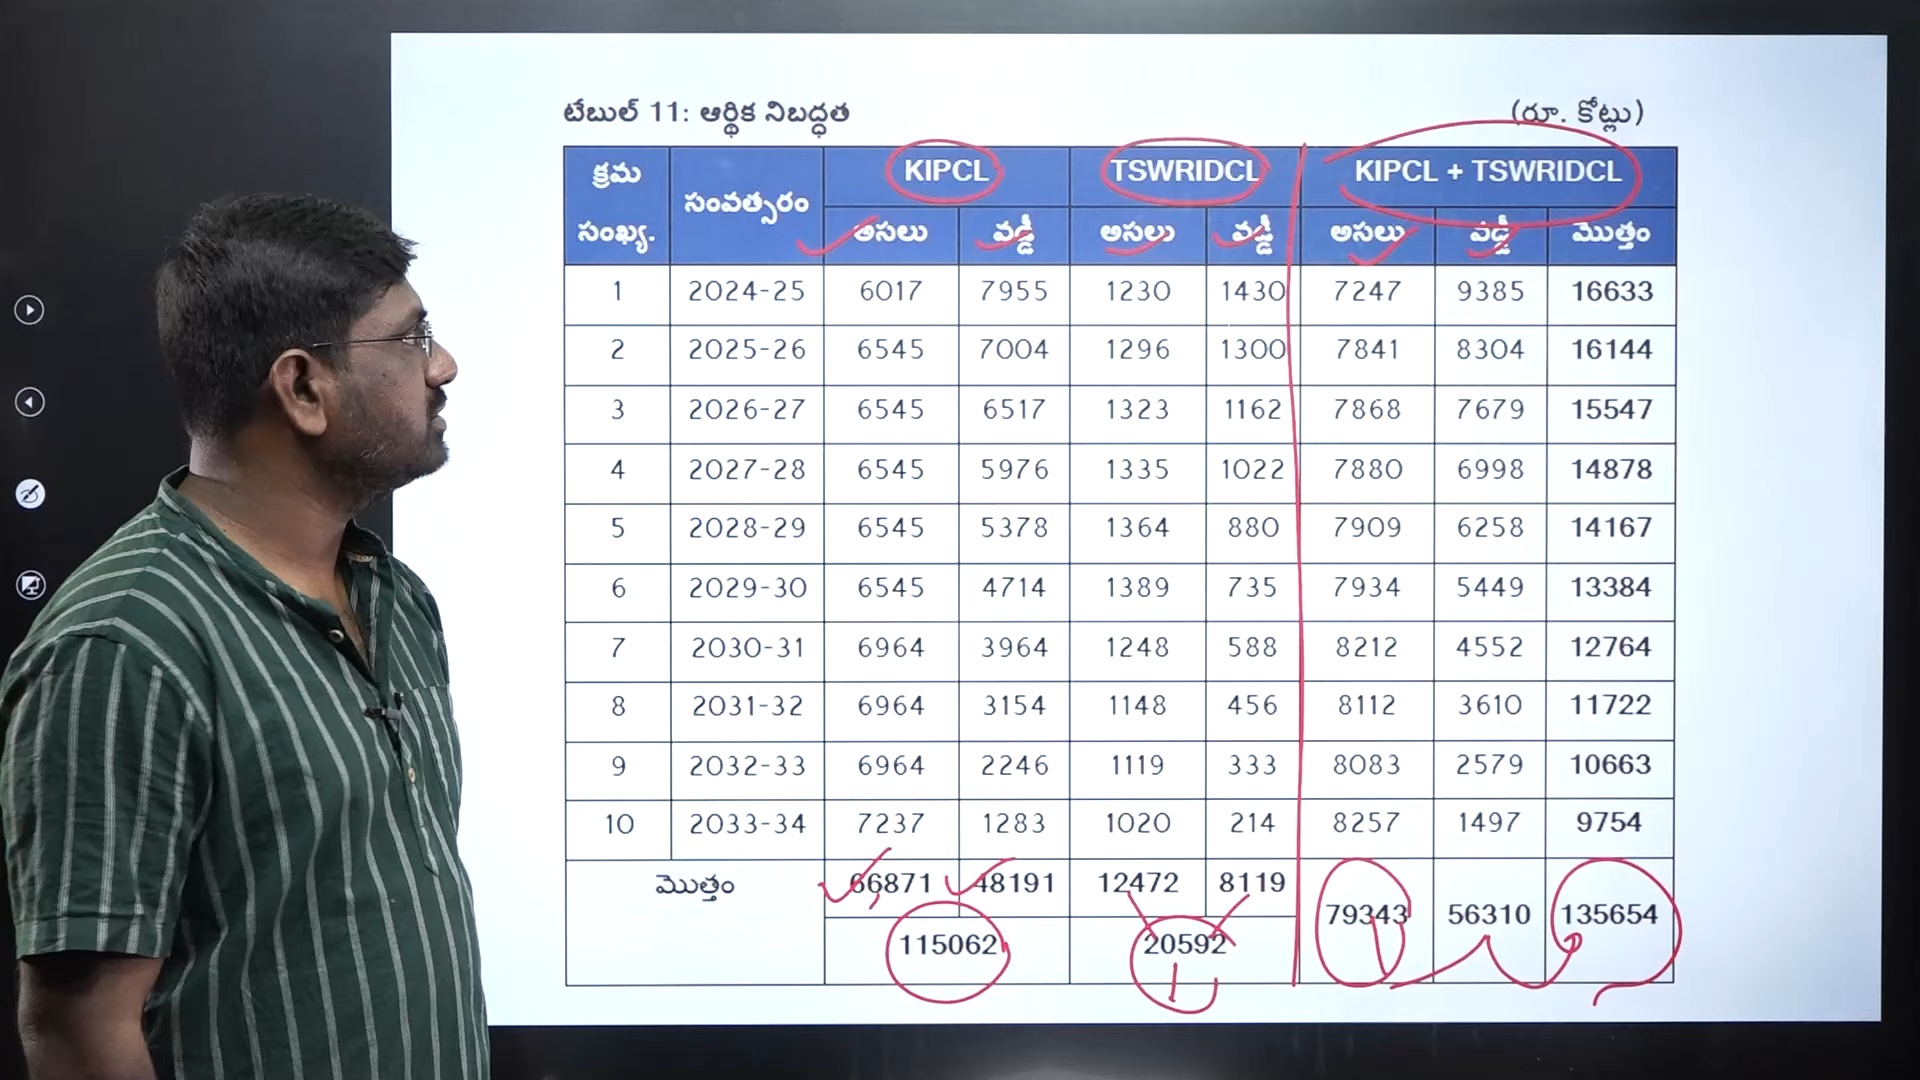 టేబుల్ 11: ఆర్థిక నిబద్ధత (రూ. కోట్లు)
క్రమ సంఖ్య. సంవత్సరం KIPCL TSWRIDCL KIPCL + TSWRIDCL
అసలు వడ్డీ అసలు వడ్డీ అసలు వడ్డీ మొత్తం
1 2024-25 6017 7955 1230 1430 7247 9385 16633
2 2025-26 6545 7004 1296 1300 7841 8304 16144
3 2026-27 6545 6517 1323 1162 7868 7679 15547
4 2027-28 6545 5976 1335 1022 7880 6998 14878
5 2028-29 6545 5378 1364 880 7909 6258 14167
6 2029-30 6545 4714 1389 735 7934 5449 13384
7 2030-31 6964 3964 1248 588 8212 4552 12764
8 2031-32 6964 3154 1148 456 8112 3610 11722
9 2032-33 6964 2246 1119 333 8083 2579 10663
10 2033-34 7237 1283 1020 214 8257 1497 9754
మొత్తం 66871 48191 12472 8119 79343 56310 135654
115062 20592